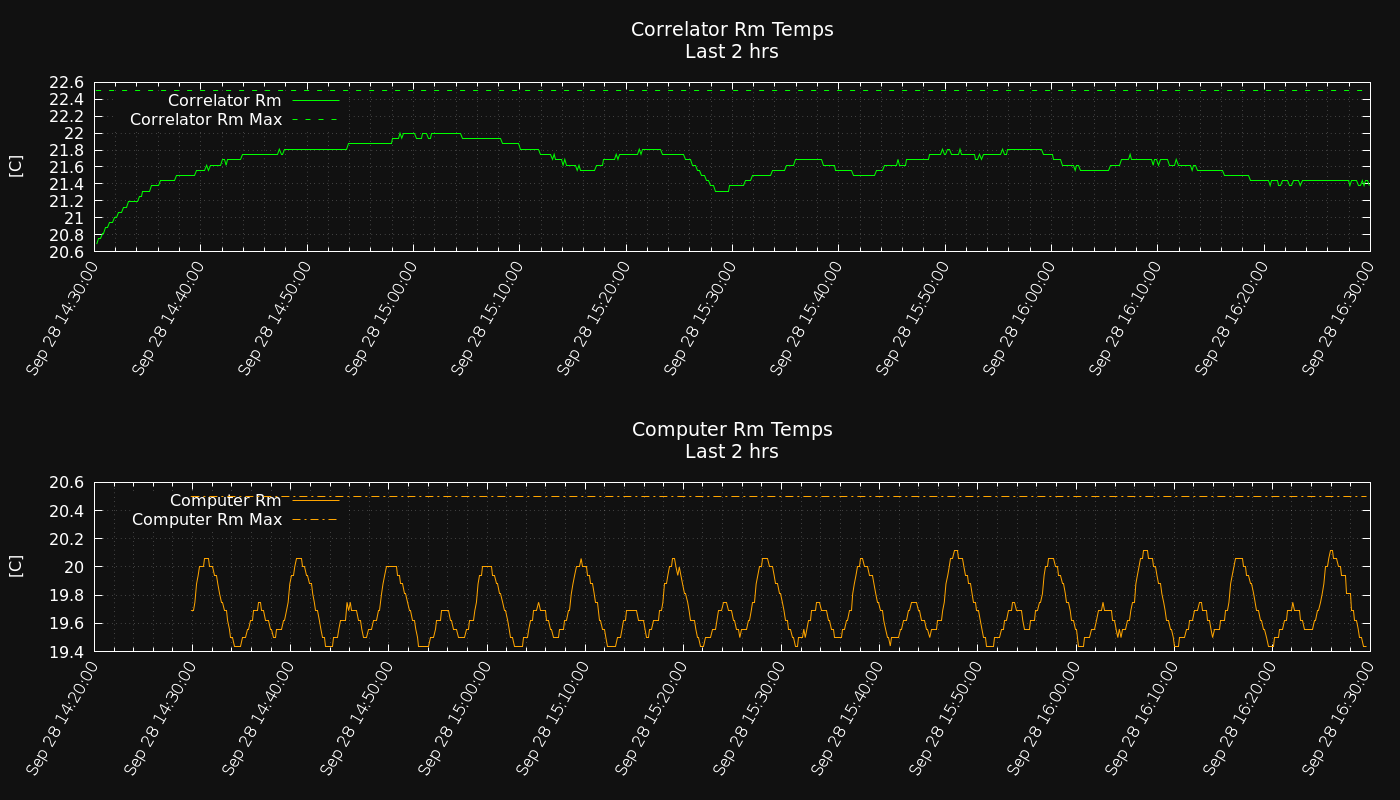 Correlator Rm Temps
Last 2 hrs
[C]
22.6
22.4
22.2
22
21.8
21.6
21.4
21.2
21
20.8
20.6
Correlator Rm
Correlator Rm Max
Sep 28 14:30:00
Sep 28 14:40:00
Sep 28 14:50:00
Sep 28 15:00:00
Sep 28 15:10:00
Sep 28 15:20:00
Sep 28 15:30:00
Sep 28 15:40:00
Sep 28 15:50:00
Sep 28 16:00:00
Sep 28 16:10:00
Sep 28 16:20:00
Sep 28 16:30:00
Computer Rm Temps
Last 2 hrs
[C]
20.6
20.4
20.2
20
19.8
19.6
19.4
Computer Rm
Computer Rm Max
Sep 28 14:20:00
Sep 28 14:30:00
Sep 28 14:40:00
Sep 28 14:50:00
Sep 28 15:00:00
Sep 28 15:10:00
Sep 28 15:20:00
Sep 28 15:30:00
Sep 28 15:40:00
Sep 28 15:50:00
Sep 28 16:00:00
Sep 28 16:10:00
Sep 28 16:20:00
Sep 28 16:30:00